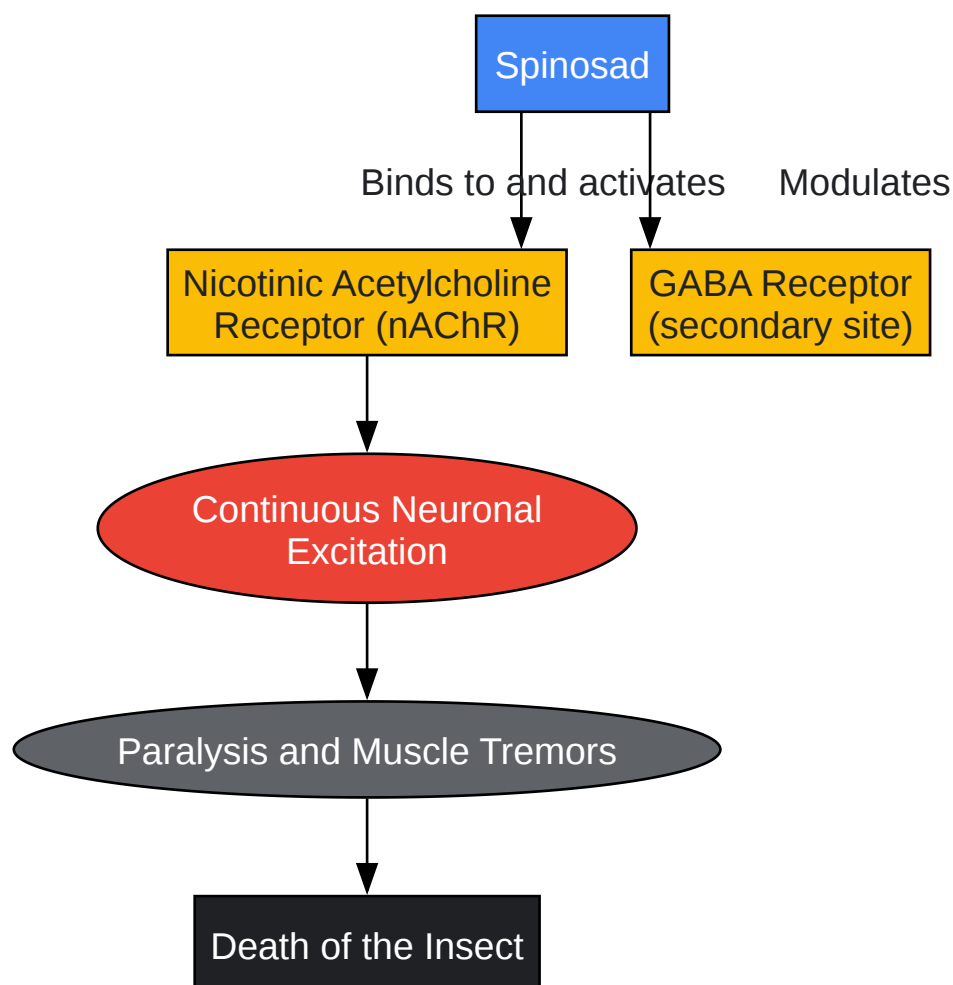 Spinosad
Binds to and activates
Modulates
Nicotinic Acetylcholine
Receptor (nAChR)
GABA Receptor
(secondary site)
Continuous Neuronal
Excitation
Paralysis and Muscle Tremors
Death of the Insect